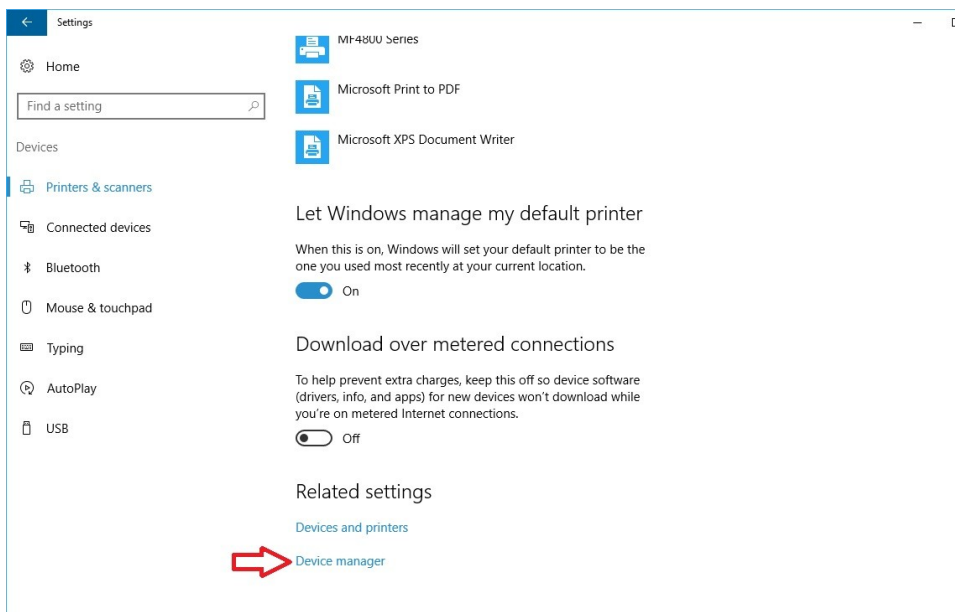 Settings
Home
Find a setting
Devices
Printers & scanners
Connected devices
Bluetooth
Mouse & touchpad
Typing
AutoPlay
USB
MF4800 Series
Microsoft Print to PDF
Microsoft XPS Document Writer
Let Windows manage my default printer
When this is on, Windows will set your default printer to be the
one you used most recently at your current location.
On
Download over metered connections
To help prevent extra charges, keep this off so device software
(drivers, info, and apps) for new devices won't download while
you're on metered Internet connections.
Off
Related settings
Devices and printers
Device manager